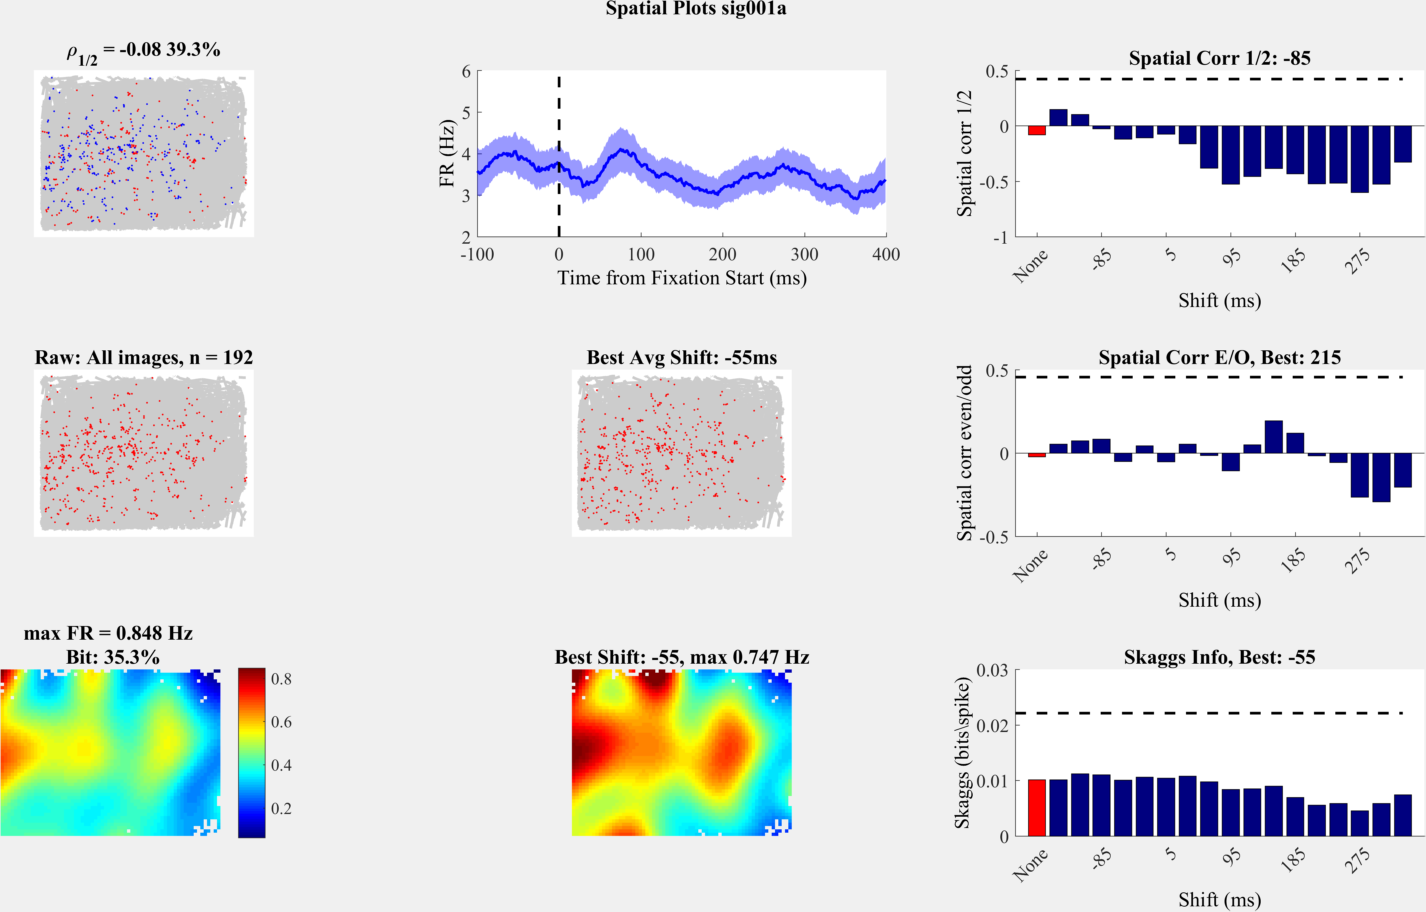 Spatial Plots sig001a
ρ1/2 = -0.08 39.3%
6
5
4
3
2
FR (Hz)
-100
0
100
200
300
400
Time from Fixation Start (ms)
Spatial Corr 1/2: -85
0.5
0
-0.5
-1
Spatial corr 1/2
None
-85
5
95
185
275
Shift (ms)
Raw: All images, n = 192
Best Avg Shift: -55ms
Spatial Corr E/O, Best: 215
0.5
0
-0.5
Spatial corr even/odd
None
-85
5
95
185
275
Shift (ms)
max FR = 0.848 Hz
Bit: 35.3%
0.8
0.6
0.4
0.2
Best Shift: -55, max 0.747 Hz
Skaggs Info, Best: -55
0.03
0.02
0.01
0
Skaggs (bits\spike)
None
-85
5
95
185
275
Shift (ms)